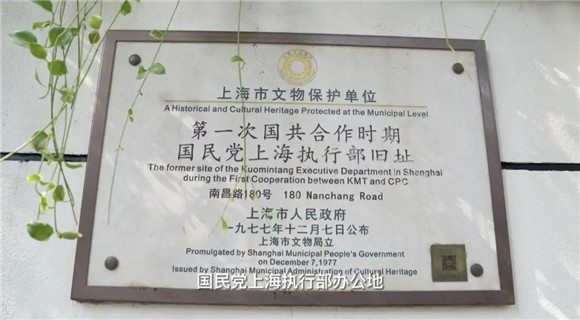 上海市文物保护单位
A Historical and Cultural Heritage Protected at the Municipal Level
第一次国共合作时期
国民党上海执行部旧址
The former site of the Kuomintang Executive Department in Shanghai
during the First Cooperation between KMT and CPC
南昌路180号 180 Nanchang Road
上海市人民政府
一九七七年十二月七日公布
上海市文物局立
Promulgated by Shanghai Municipal People's Government
on December 7,1977
Issued by Shanghai Municipal Administration of Cultural Heritage
国民党上海执行部办公地